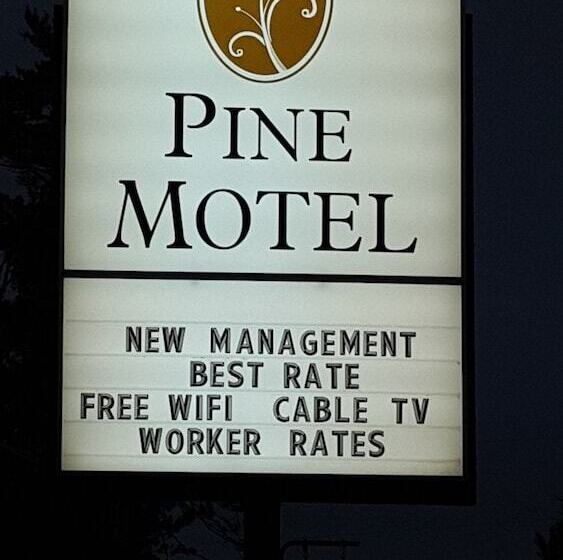 PINE
MOTEL
NEW MANAGEMENT
BEST RATE
FREE WIFI CABLE TV
WORKER RATES